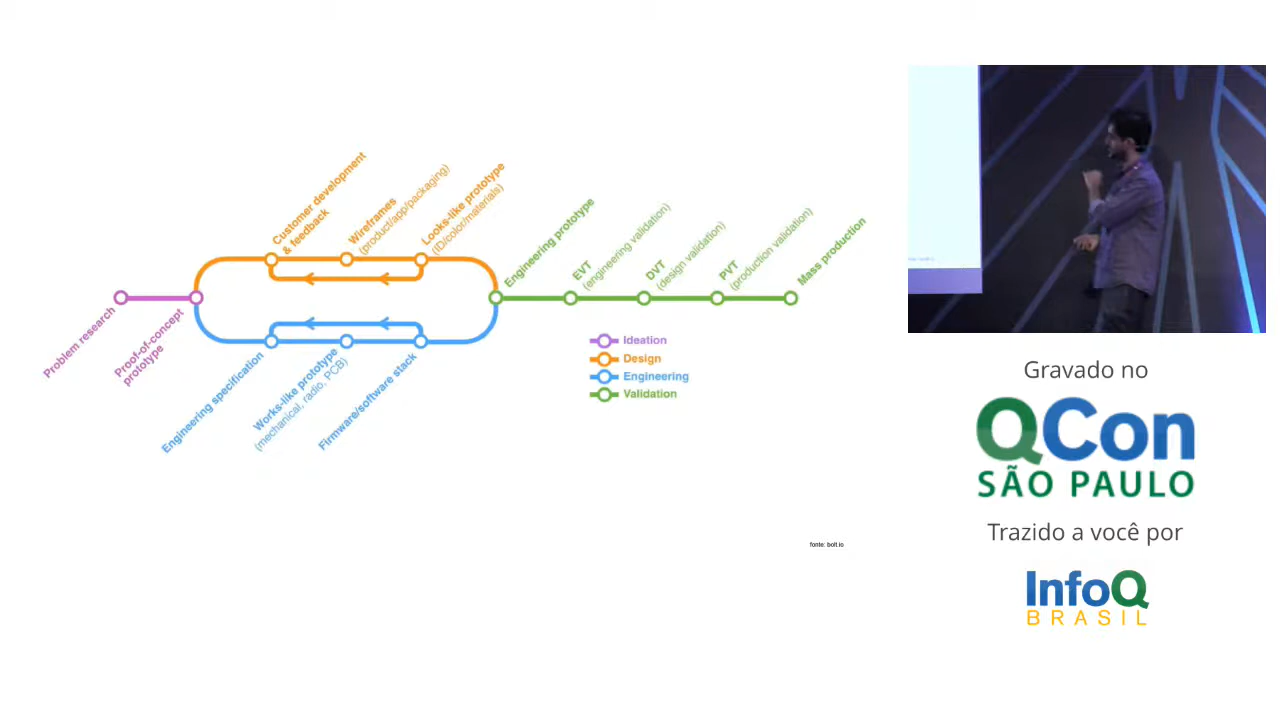 Customer development
& feedback
Wireframes
(product/app/packaging)
Looks-like prototype
(ID/color/materials)
Engineering prototype
EVT
(engineering validation)
DVT
(design validation)
PVT
(production validation)
Mass production
Problem research
Proof-of-concept
prototype
Engineering specification
Works-like prototype
(mechanical, radio, PCB)
Firmware/software stack
Ideation
Design
Engineering
Validation
fonte: bolt.io
Gravado no
QCon
SÃO PAULO
Trazido a você por
InfoQ
BRASIL